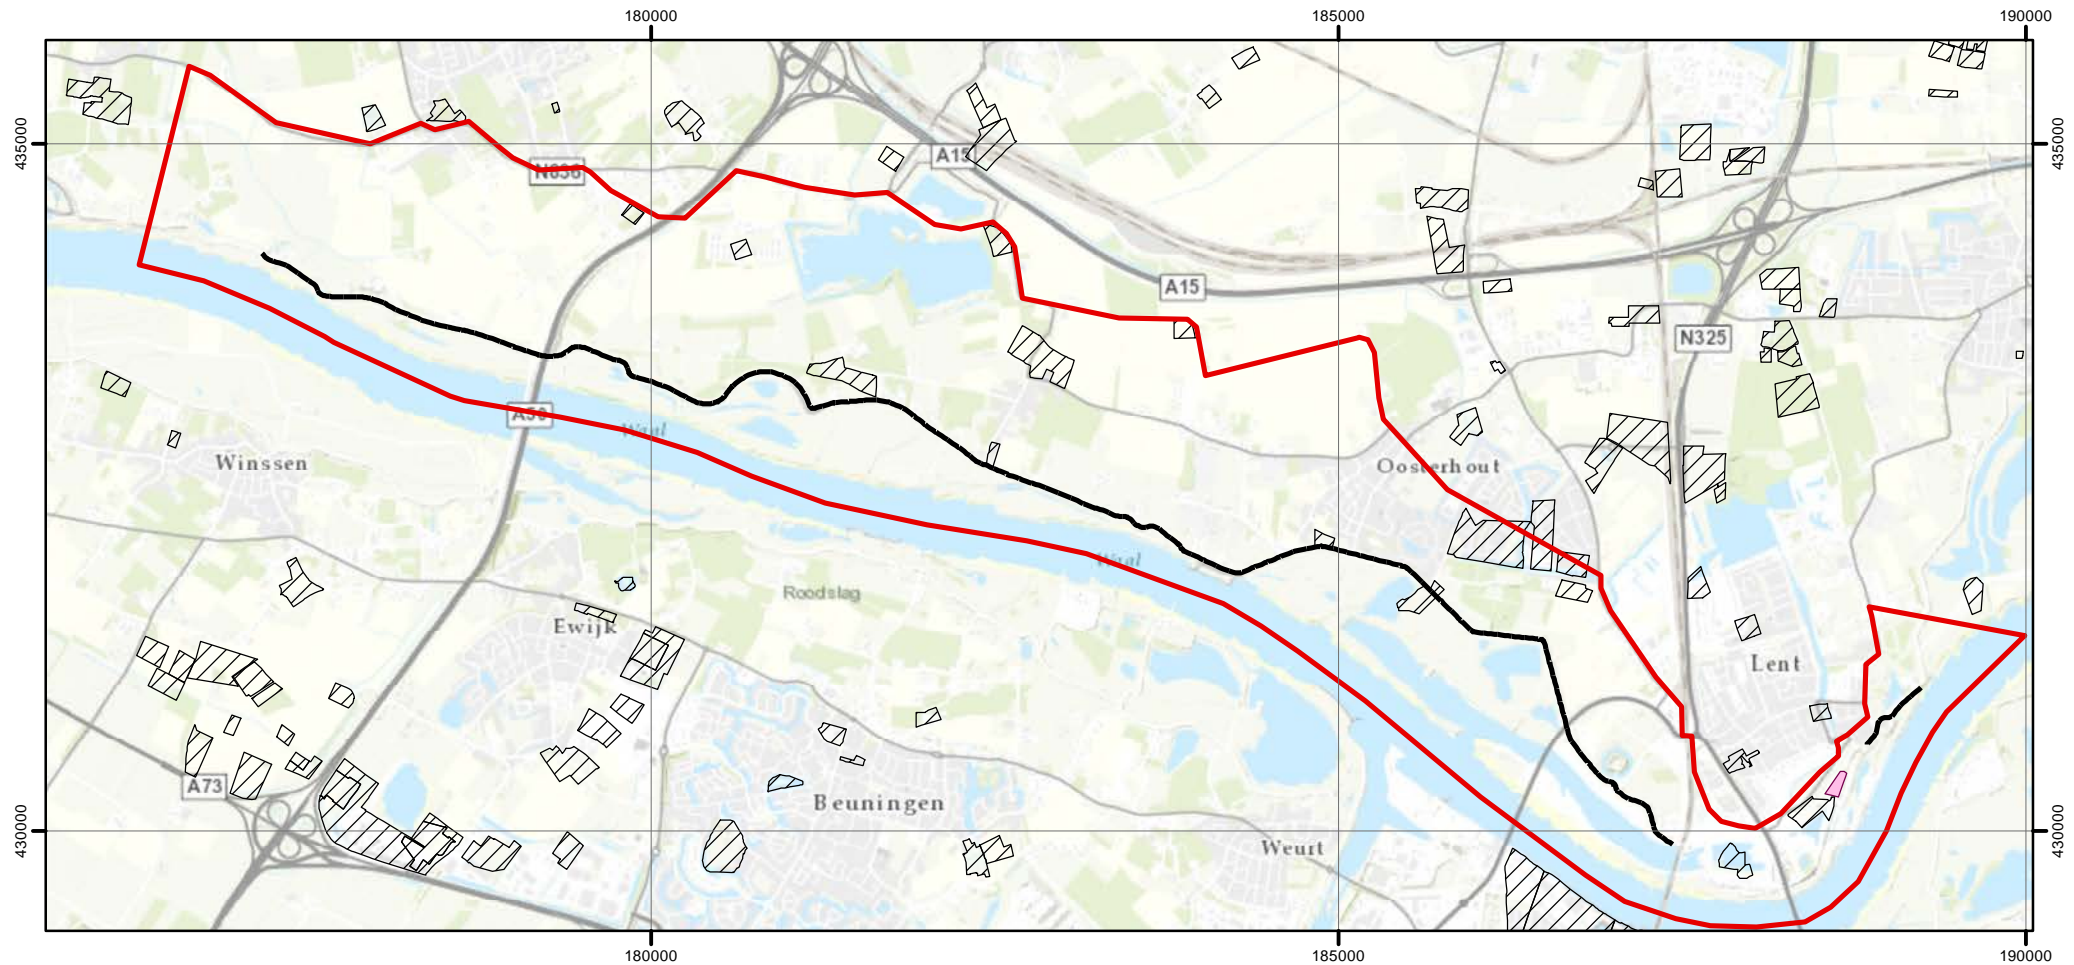 180000
185000
190000
435000
435000
A15
N836
A15
N325
A50
Waal
Winssen
Oosterhout
Waal
Roodslag
Ewijk
Lent
A73
Beuningen
430000
430000
Weurt
180000
185000
190000